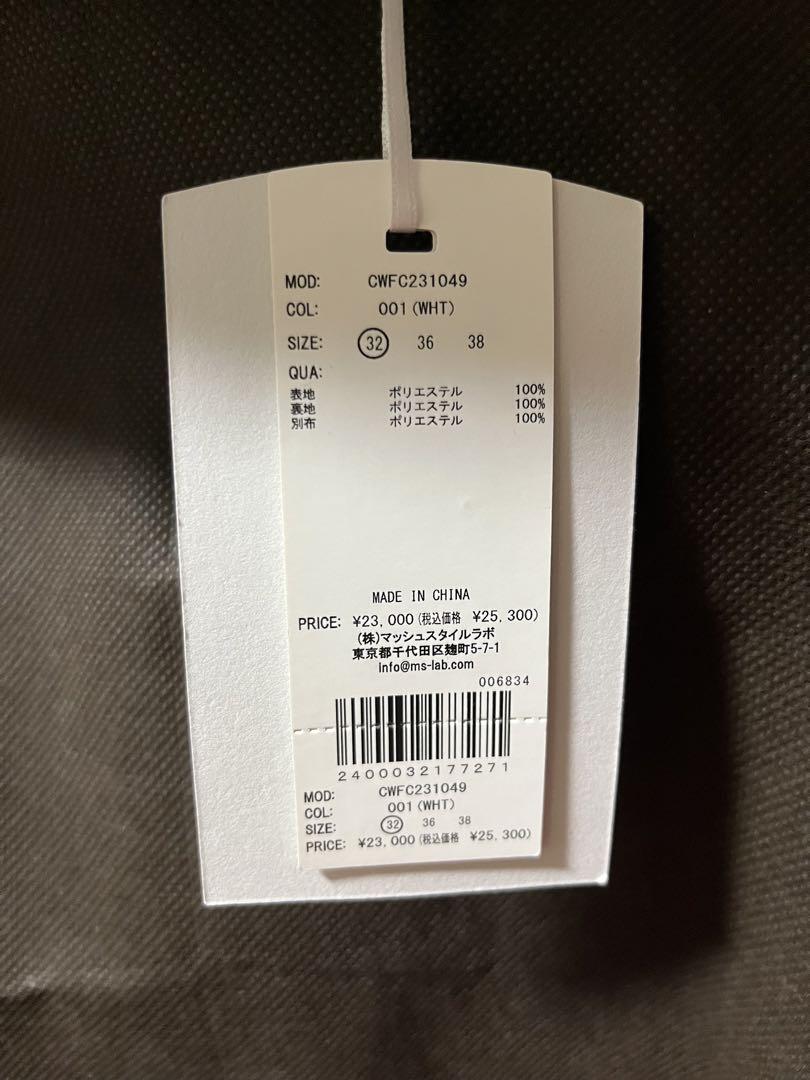 MOD: CWFC231049
COL: 001(WHT)
SIZE: 32 36 38
QUA:
表地 ポリエステル 100%
裏地 ポリエステル 100%
別布 ポリエステル 100%
MADE IN CHINA
PRICE: ¥23,000(税込価格 ¥25,300)
(株)マッシュスタイルラボ
東京都千代田区麹町5-7-1
info@ms-lab.com
006834
2400032177271
MOD: CWFC231049
COL: 001(WHT)
SIZE: 32 36 38
PRICE: ¥23,000(税込価格 ¥25,300)